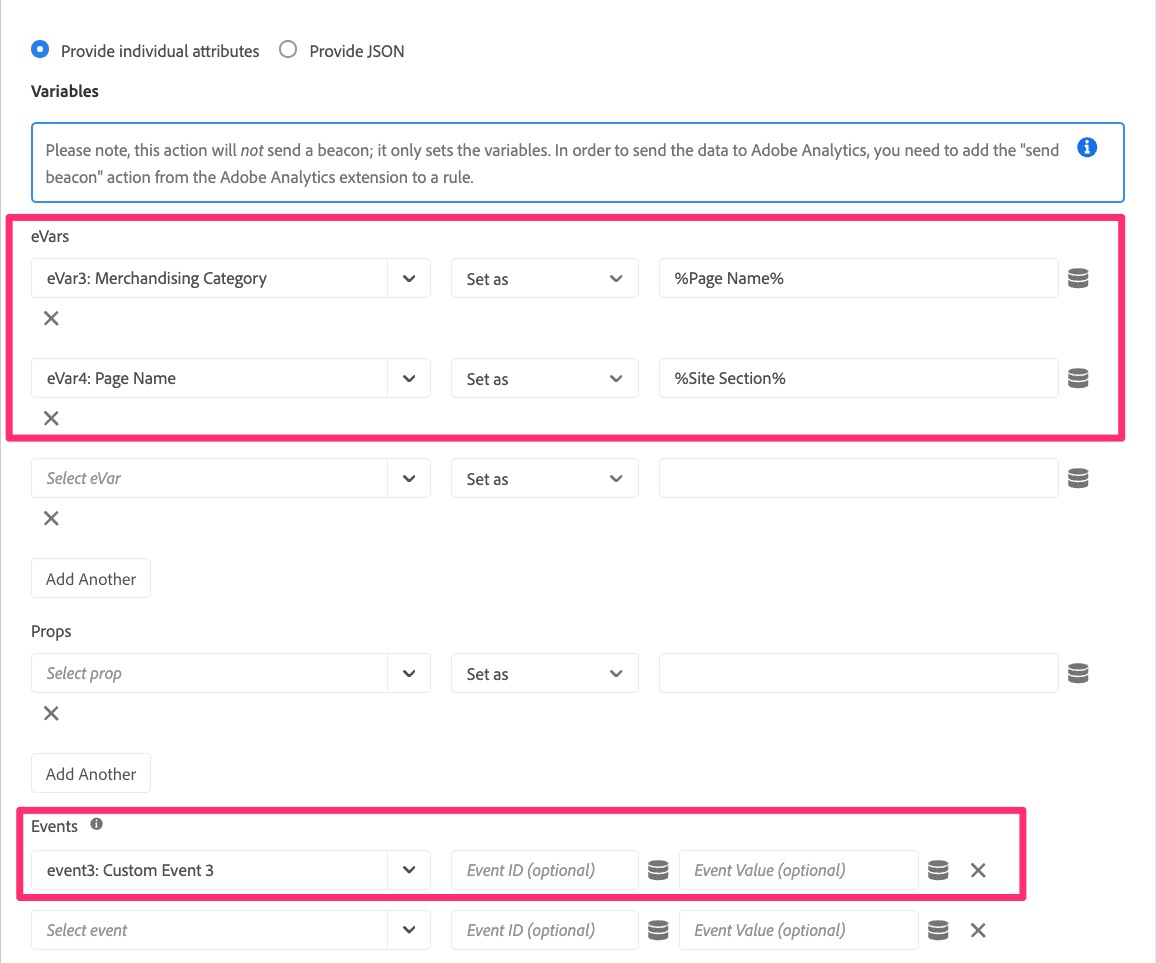 Provide individual attributes Provide JSON
Variables
Please note, this action will not send a beacon; it only sets the variables. In order to send the data to Adobe Analytics, you need to add the "send
beacon" action from the Adobe Analytics extension to a rule.
eVars
eVar3: Merchandising Category Set as %Page Name%
eVar4: Page Name Set as %Site Section%
Select eVar Set as
Add Another
Props
Select prop Set as
Add Another
Events
event3: Custom Event 3 Event ID (optional) Event Value (optional)
Select event Event ID (optional) Event Value (optional)